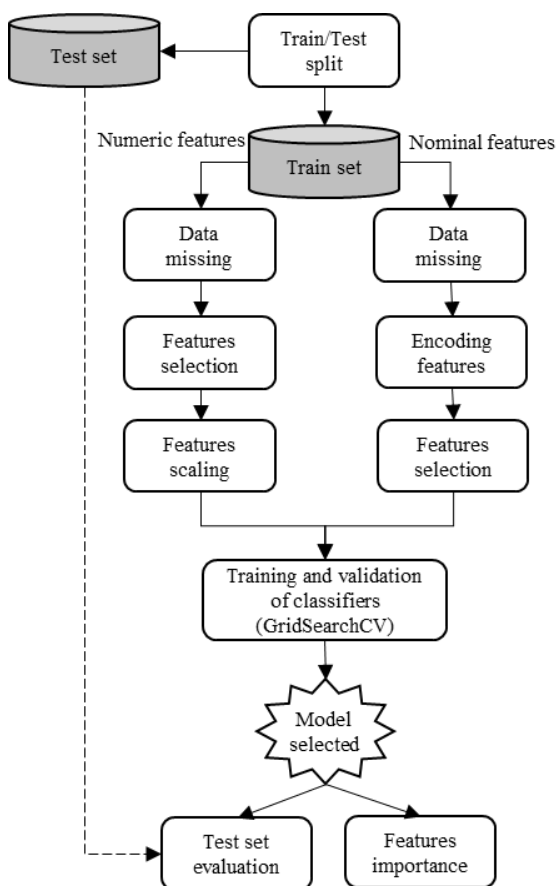 Test set
Train/Test
split
Numeric features
Nominal features
Train set
Data
missing
Data
missing
Features
selection
Encoding
features
Features
scaling
Features
selection
Training and validation
of classifiers
(GridSearchCV)
Model
selected
Test set
evaluation
Features
importance